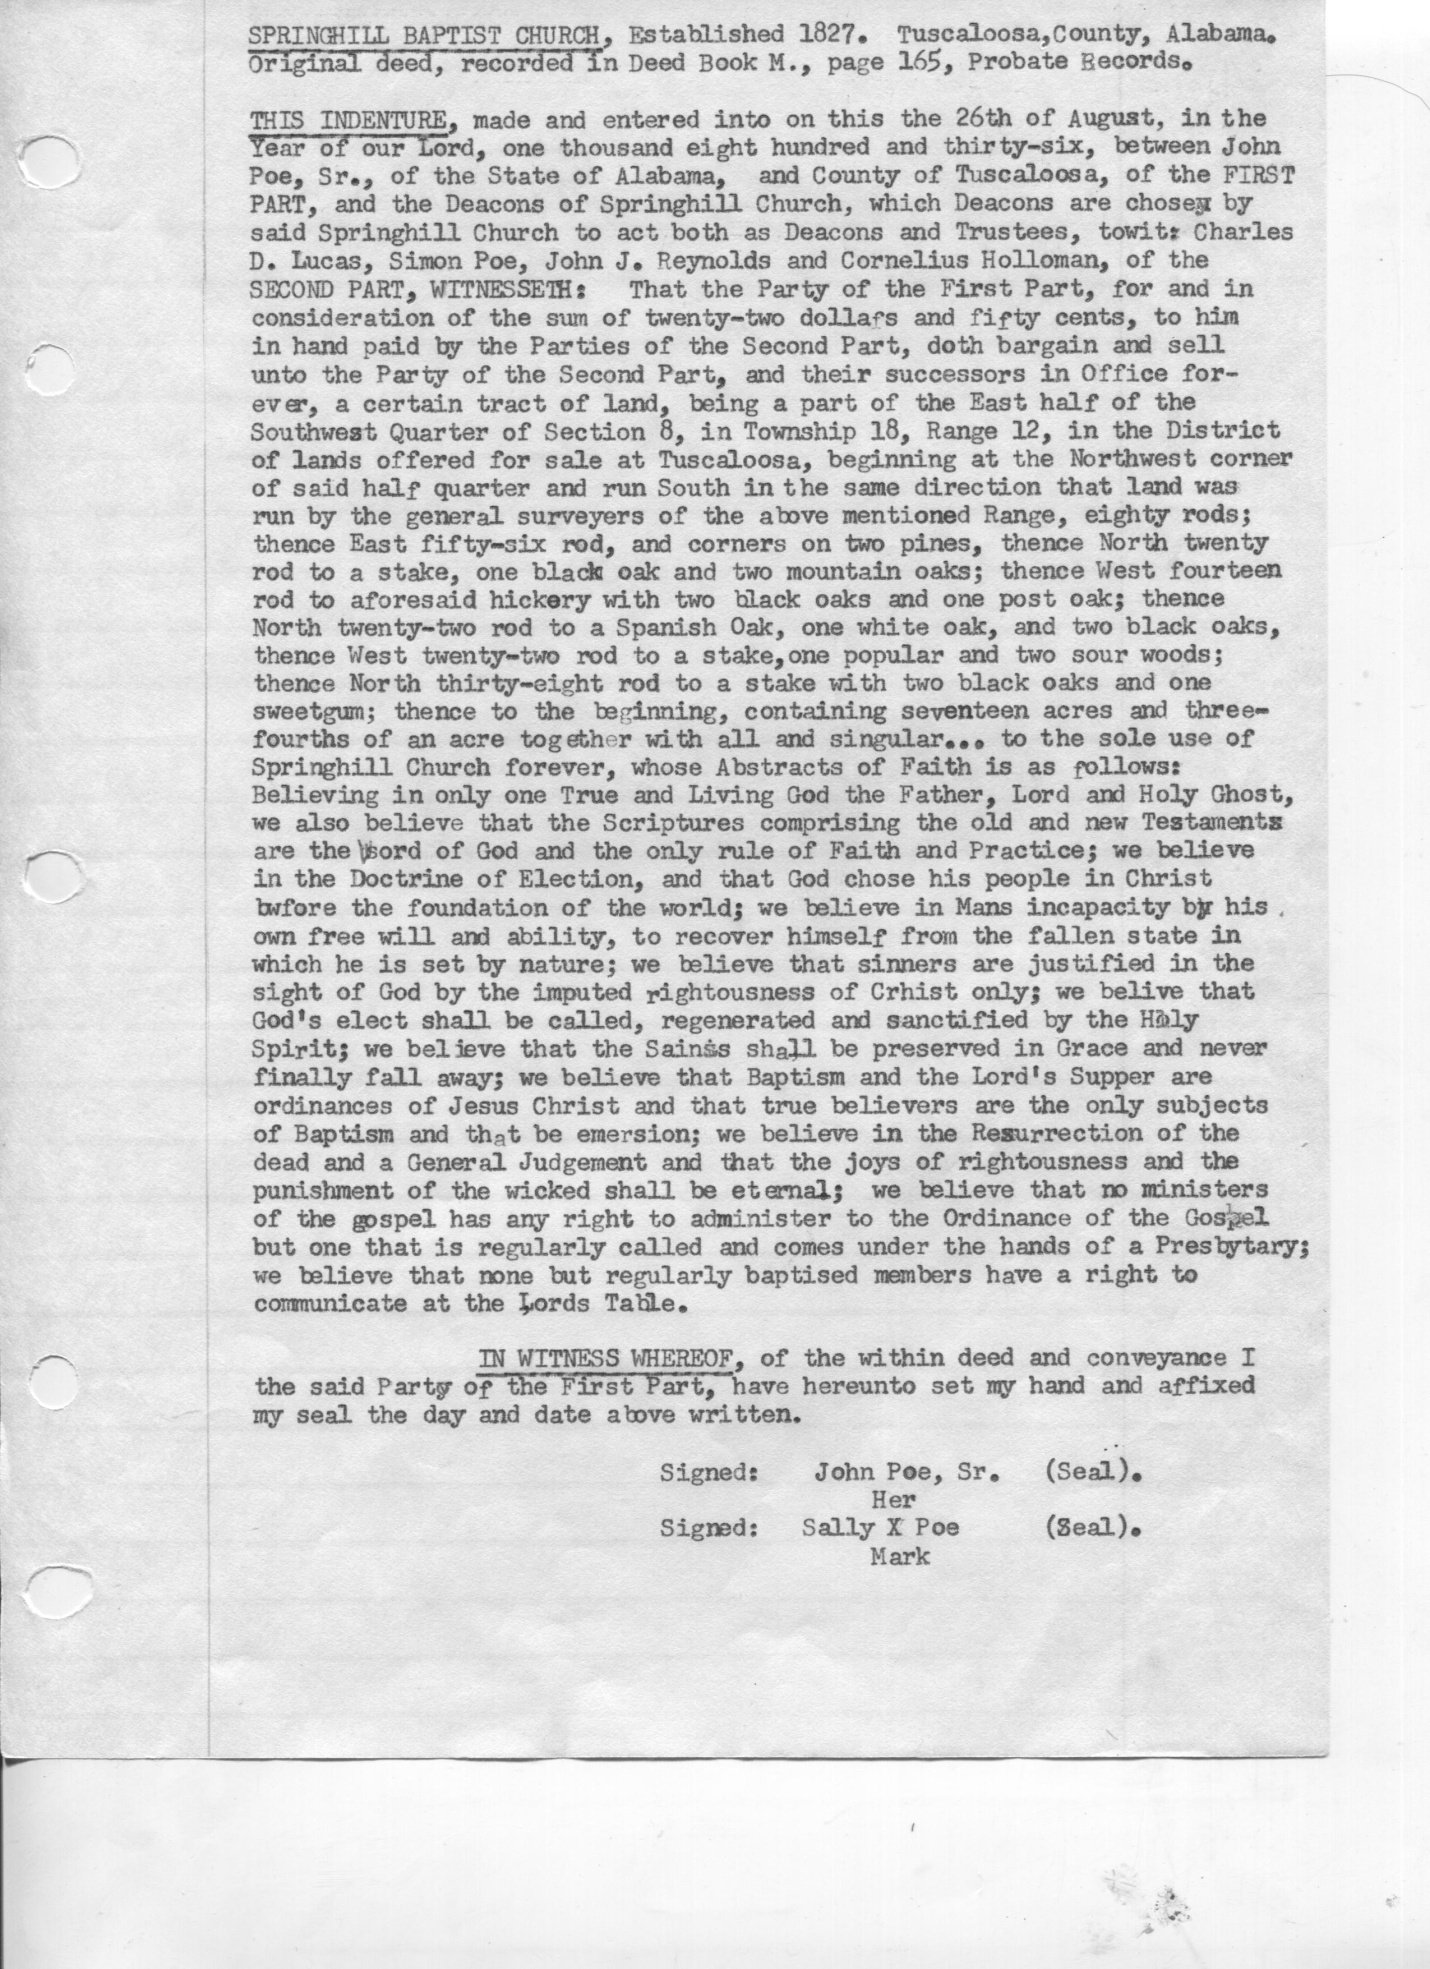 SPRINGHILL BAPTIST CHURCH, Established 1827. Tuscaloosa,County, Alabama.
Original deed, recorded in Deed Book M., page 165, Probate Records.
THIS INDENTURE, made and entered into on this the 26th of August, in the
Year of our Lord, one thousand eight hundred and thirty-six, between John
Poe, Sr., of the State of Alabama, and County of Tuscaloosa, of the FIRST
PART, and the Deacons of Springhill Church, which Deacons are chosen by
said Springhill Church to act both as Deacons and Trustees, towit: Charles
D. Lucas, Simon Poe, John J. Reynolds and Cornelius Holloman, of the
SECOND PART, WITNESSETH: That the Party of the First Part, for and in
consideration of the sum of twenty-two dollars and fifty cents, to him
in hand paid by the Parties of the Second Part, doth bargain and sell
unto the Party of the Second Part, and their successors in Office for-
ever, a certain tract of land, being a part of the East half of the
Southwest Quarter of Section 8, in Township 18, Range 12, in the District
of lands offered for sale at Tuscaloosa, beginning at the Northwest corner
of said half quarter and run South in the same direction that land was
run by the general surveyers of the above mentioned Range, eighty rods;
thence East fifty-six rod, and corners on two pines, thence North twenty
rod to a stake, one black oak and two mountain oaks; thence West fourteen
rod to aforesaid hickery with two black oaks and one post oak; thence
North twenty-two rod to a Spanish Oak, one white oak, and two black oaks,
thence West twenty-two rod to a stake,one popular and two sour woods;
thence North thirty-eight rod to a stake with two black oaks and one
sweetgum; thence to the beginning, containing seventeen acres and three-
fourths of an acre together with all and singular... to the sole use of
Springhill Church forever, whose Abstracts of Faith is as follows:
Believing in only one True and Living God the Father, Lord and Holy Ghost,
we also believe that the Scriptures comprising the old and new Testaments
are the Word of God and the only rule of Faith and Practice; we believe
in the Doctrine of Election, and that God chose his people in Christ
bwfore the foundation of the world; we believe in Mans incapacity by his
own free will and ability, to recover himself from the fallen state in
which he is set by nature; we believe that sinners are justified in the
sight of God by the imputed rightousness of Crhist only; we belive that
God's elect shall be called, regenerated and sanctified by the Holy
Spirit; we believe that the Saints shall be preserved in Grace and never
finally fall away; we believe that Baptism and the Lord's Supper are
ordinances of Jesus Christ and that true believers are the only subjects
of Baptism and that be emersion; we believe in the Resurrection of the
dead and a General Judgement and that the joys of rightousness and the
punishment of the wicked shall be eternal; we believe that no ministers
of the gospel has any right to administer to the Ordinance of the Gospel
but one that is regularly called and comes under the hands of a Presbytary;
we believe that none but regularly baptised members have a right to
communicate at the Lords Table.
IN WITNESS WHEREOF, of the within deed and conveyance I
the said Party of the First Part, have hereunto set my hand and affixed
my seal the day and date above written.
Signed: John Poe, Sr. (Seal).
Her
Signed: Sally X Poe (Seal).
Mark